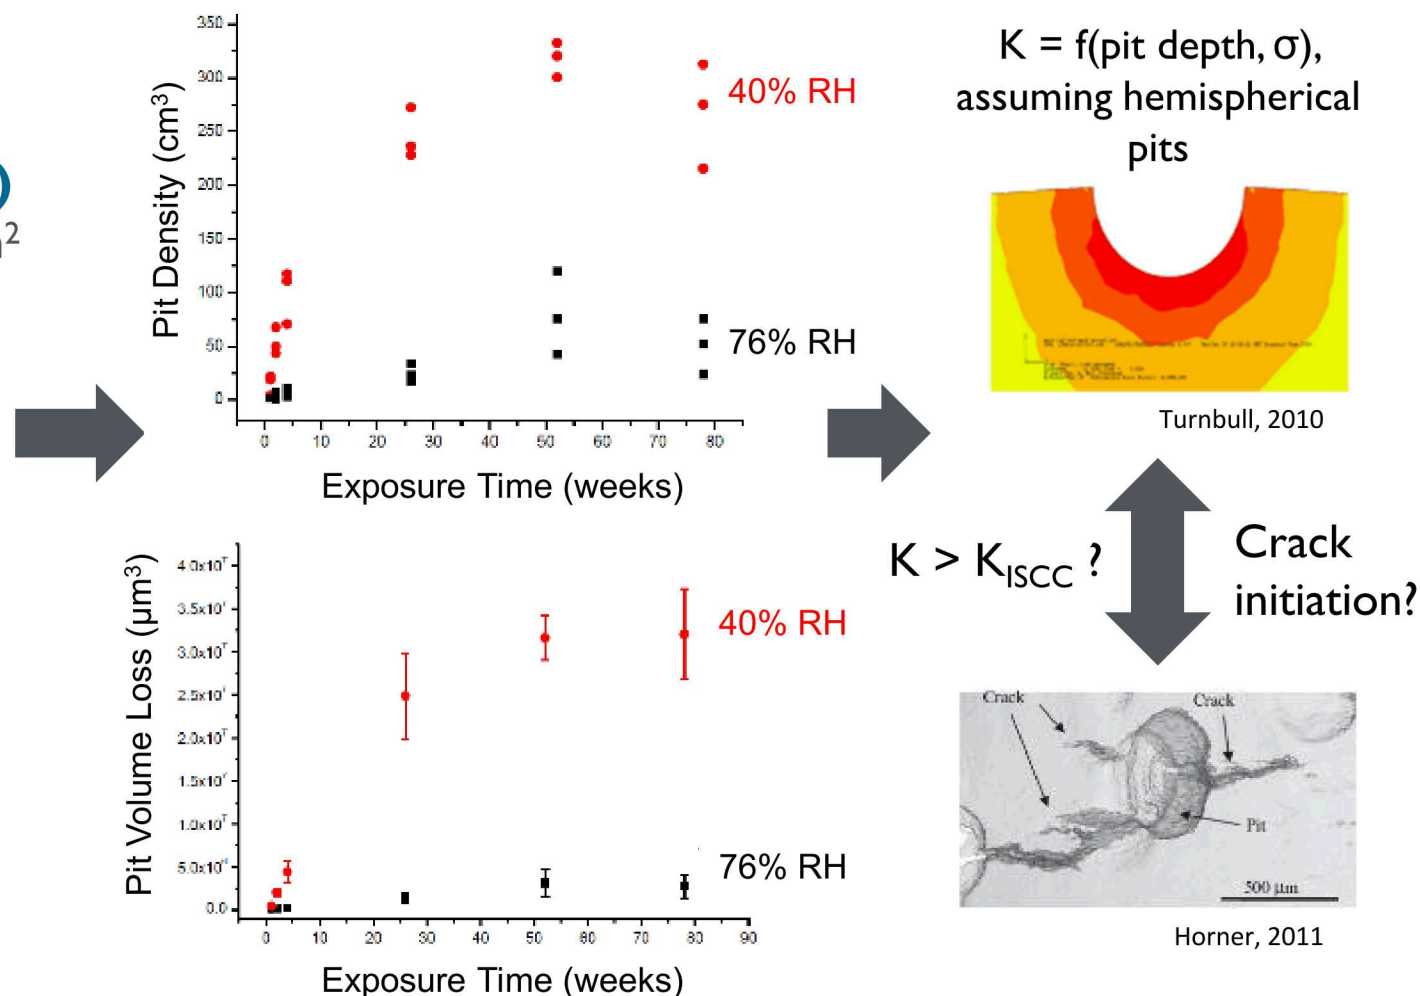 2
Pit Density (cm³)
350
300
250
200
150
100
50
0
0 10 20 30 40 50 60 70 80
Exposure Time (weeks)
40% RH
76% RH
Pit Volume Loss (µm³)
4.0x10⁷
3.5x10⁷
3.0x10⁷
2.5x10⁷
2.0x10⁷
1.5x10⁷
1.0x10⁷
0.0
0 10 20 30 40 50 60 70 80 90
Exposure Time (weeks)
40% RH
76% RH
K = f(pit depth, σ),
assuming hemispherical
pits
Turnbull, 2010
K > K_ISCC ?
Crack
initiation?
Crack
Crack
Pit
500 µm
Horner, 2011